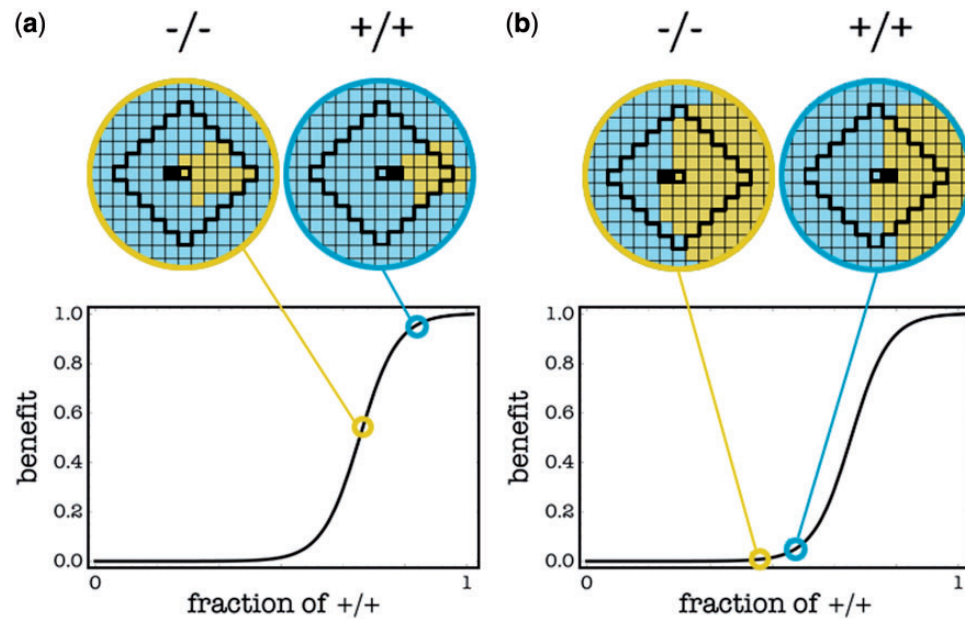 (a) -/- +/+
1.0
0.8
0.6
0.4
0.2
0.0
benefit
0 1
fraction of +/+
(b) -/- +/+
1.0
0.8
0.6
0.4
0.2
0.0
benefit
0 1
fraction of +/+